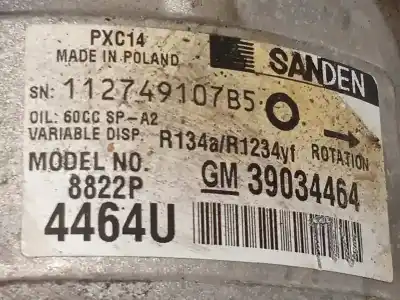 PXC14
MADE IN POLAND
SANDEN
SN: 112749107B5
OIL: 60CC SP-A2
VARIABLE DISP.
R134a/R1234yf ROTATION
MODEL NO.
8822P
GM 39034464
4464U